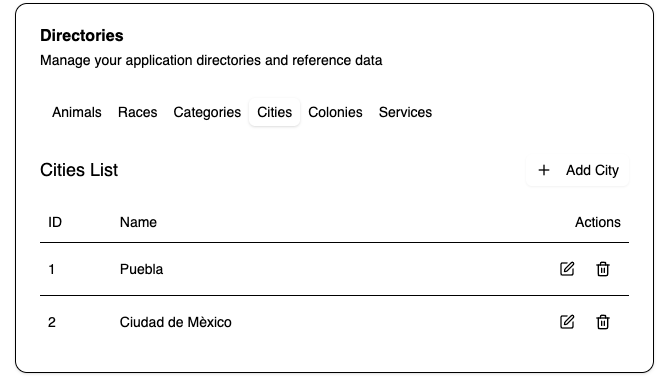 Directories
Manage your application directories and reference data
Animals Races Categories Cities Colonies Services
Cities List + Add City
ID Name Actions
1 Puebla
2 Ciudad de Mèxico